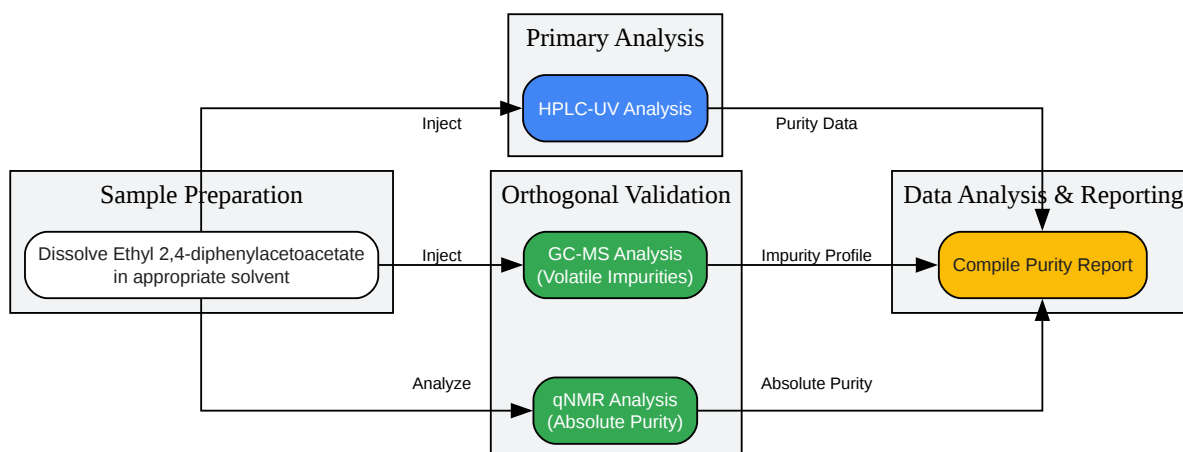 Primary Analysis
HPLC-UV Analysis
Inject
Purity Data
Sample Preparation
Orthogonal Validation
Data Analysis & Reporting
Dissolve Ethyl 2,4-diphenylacetoacetate
in appropriate solvent
Inject
GC-MS Analysis
(Volatile Impurities)
Impurity Profile
Compile Purity Report
Analyze
qNMR Analysis
(Absolute Purity)
Absolute Purity